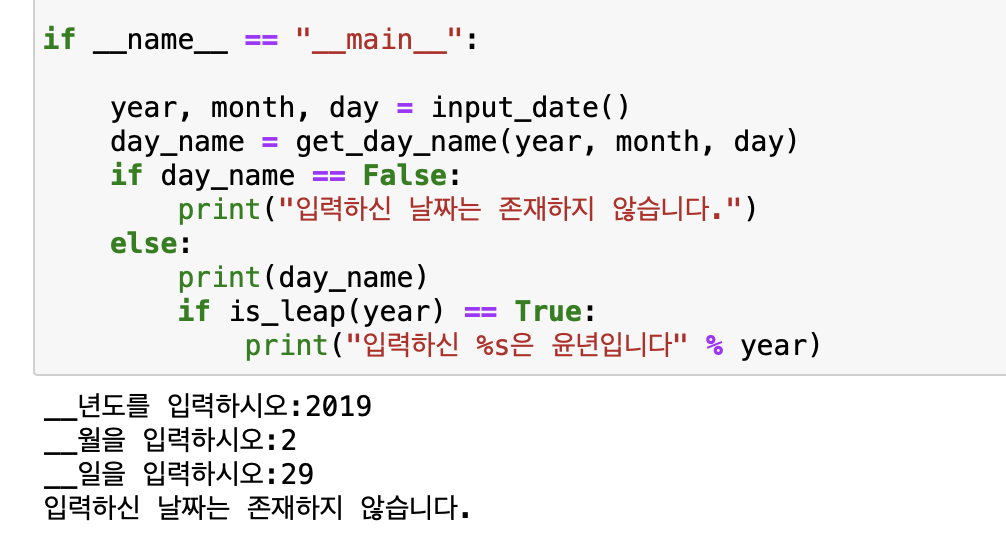 if __name__ == "__main__":
    year, month, day = input_date()
    day_name = get_day_name(year, month, day)
    if day_name == False:
        print("입력하신 날짜는 존재하지 않습니다.")
    else:
        print(day_name)
        if is_leap(year) == True:
            print("입력하신 %s은 윤년입니다" % year)
__년도를 입력하시오:2019
__월을 입력하시오:2
__일을 입력하시오:29
입력하신 날짜는 존재하지 않습니다.